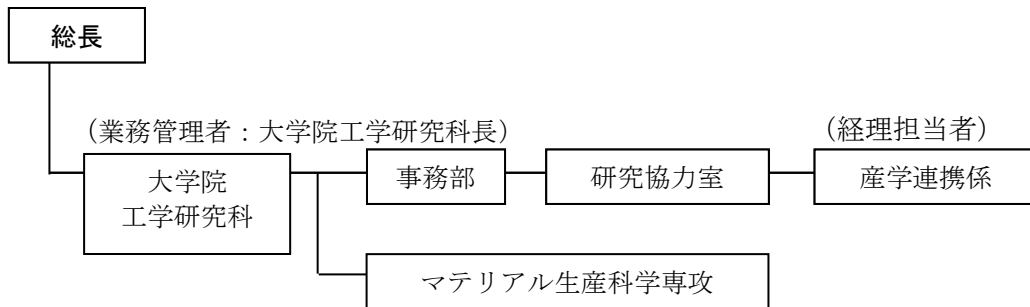 総長
（業務管理者：大学院工学研究科長）
（経理担当者）
大学院
工学研究科
事務部
研究協力室
産学連携係
マテリアル生産科学専攻